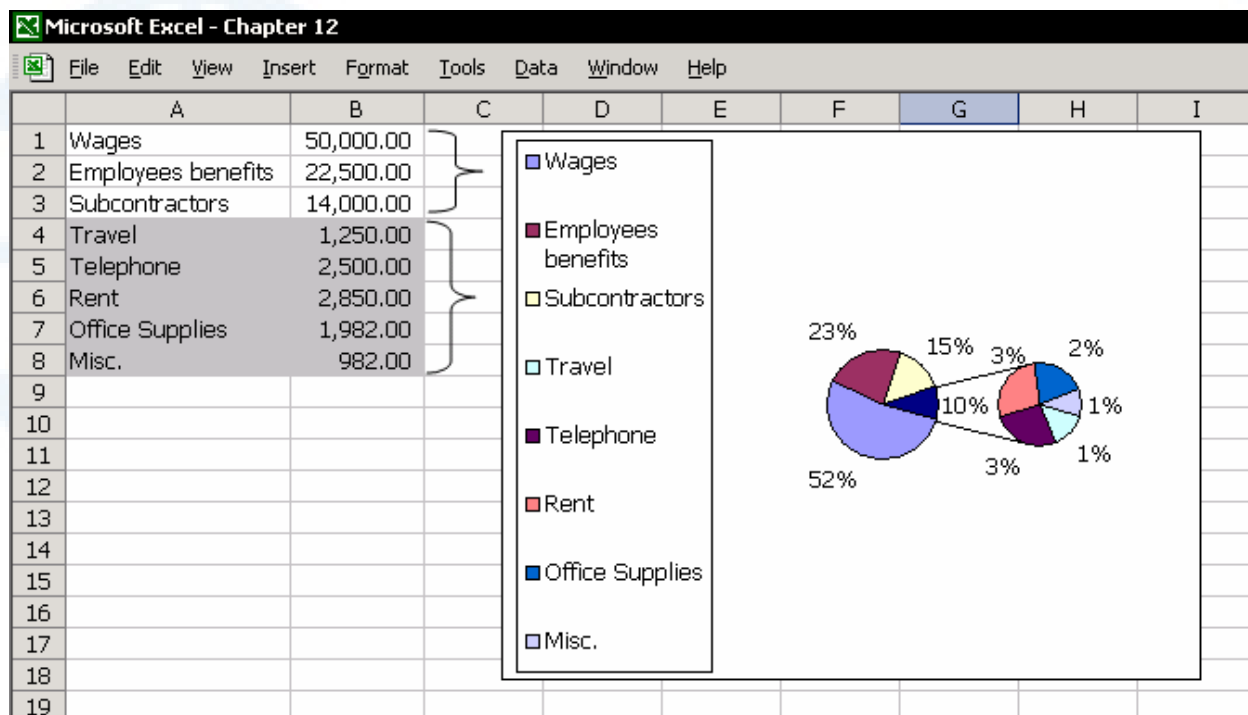 Microsoft Excel - Chapter 12
File Edit View Insert Format Tools Data Window Help
A B C D E F G H I
1 Wages 50,000.00
2 Employees benefits 22,500.00
3 Subcontractors 14,000.00
4 Travel 1,250.00
5 Telephone 2,500.00
6 Rent 2,850.00
7 Office Supplies 1,982.00
8 Misc. 982.00
9
10
11
12
13
14
15
16
17
18
19
Wages
Employees
benefits
Subcontractors
Travel
Telephone
Rent
Office Supplies
Misc.
23%
15%
3%
2%
10%
1%
1%
3%
52%